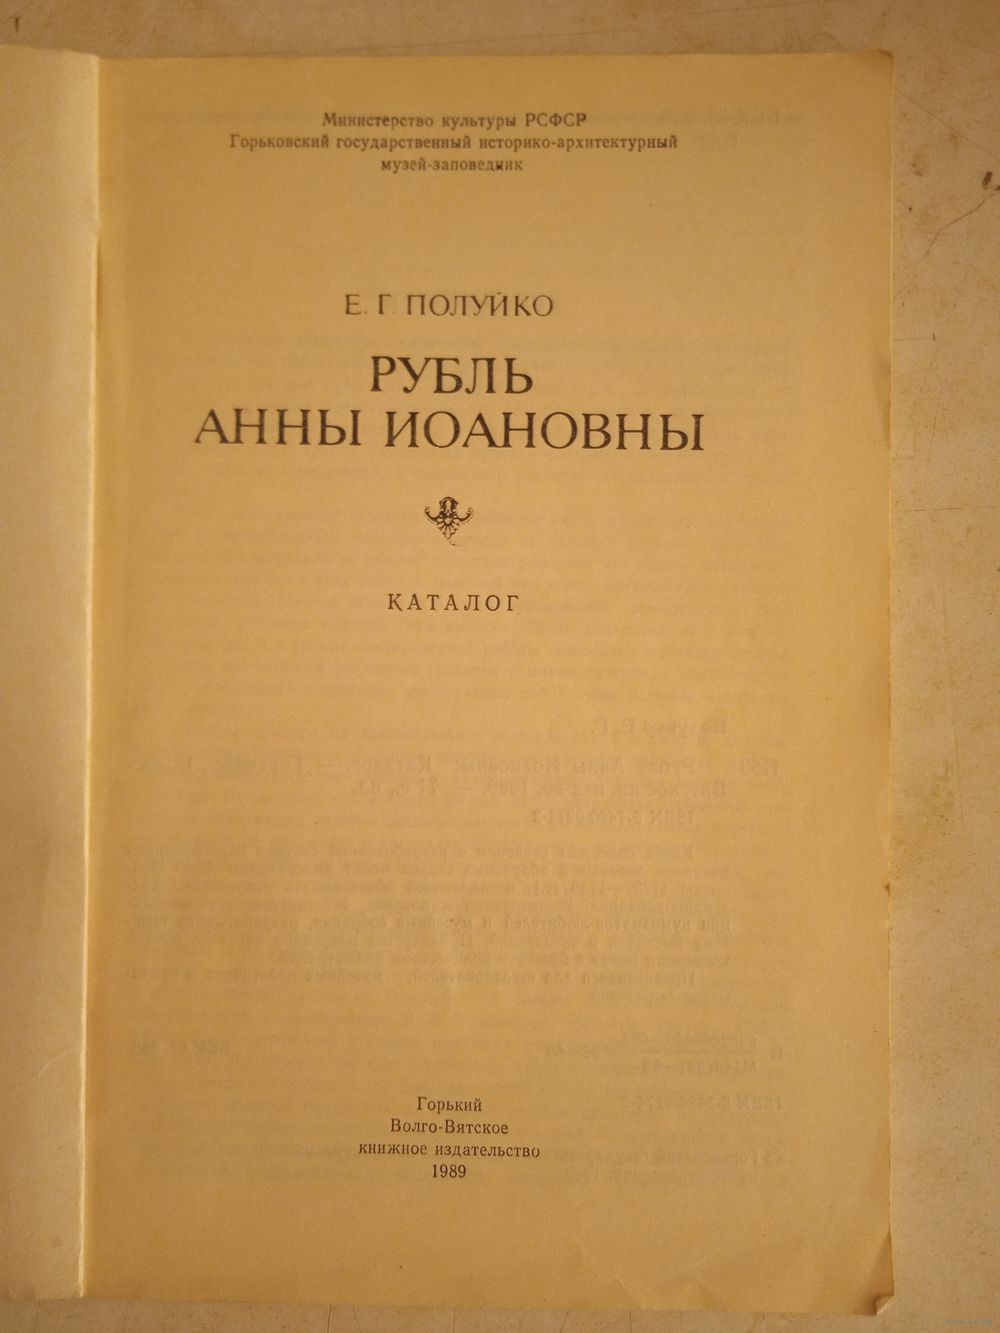 Министерство культуры РСФСР
Горьковский государственный историко-архитектурный
музей-заповедник
Е. Г. ПОЛУЙКО
РУБЛЬ
АННЫ ИОАНОВНЫ
КАТАЛОГ
Горький
Волго-Вятское
книжное издательство
1989